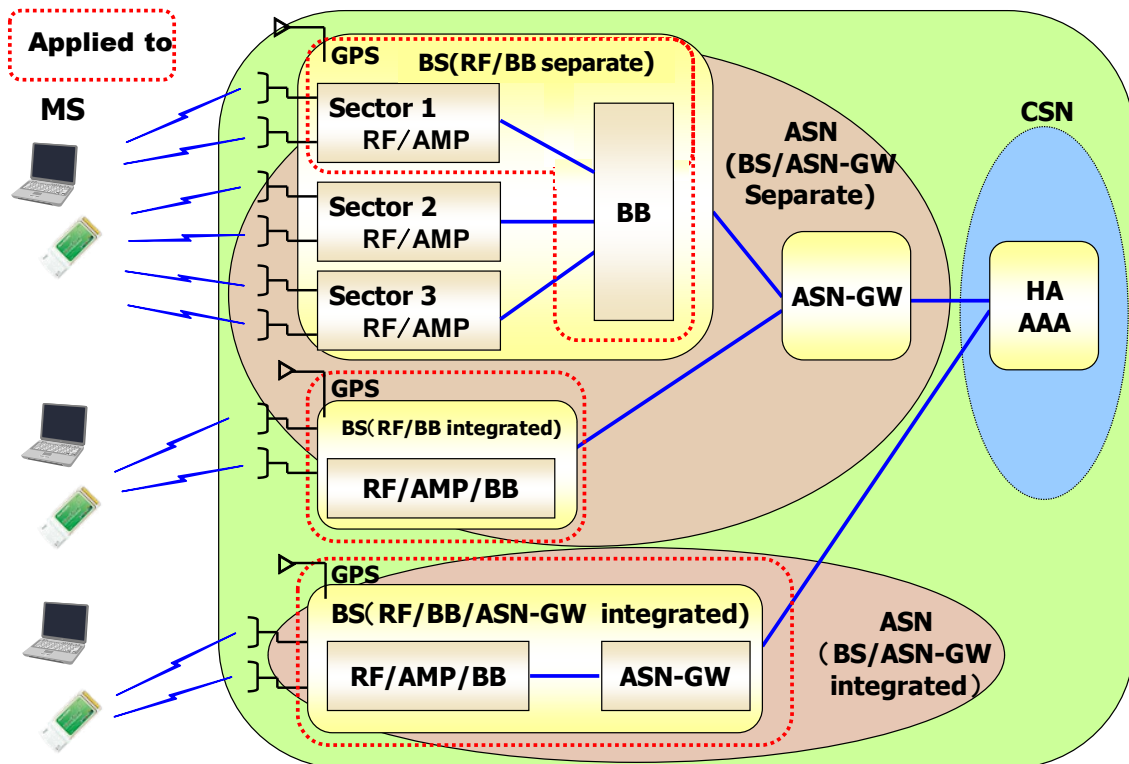 Applied to
MS
GPS
BS(RF/BB separate)
Sector 1
RF/AMP
Sector 2
RF/AMP
Sector 3
RF/AMP
BB
ASN
(BS/ASN-GW
Separate)
ASN-GW
CSN
HA
AAA
GPS
BS(RF/BB integrated)
RF/AMP/BB
GPS
BS(RF/BB/ASN-GW integrated)
RF/AMP/BB
ASN-GW
ASN
(BS/ASN-GW
integrated)